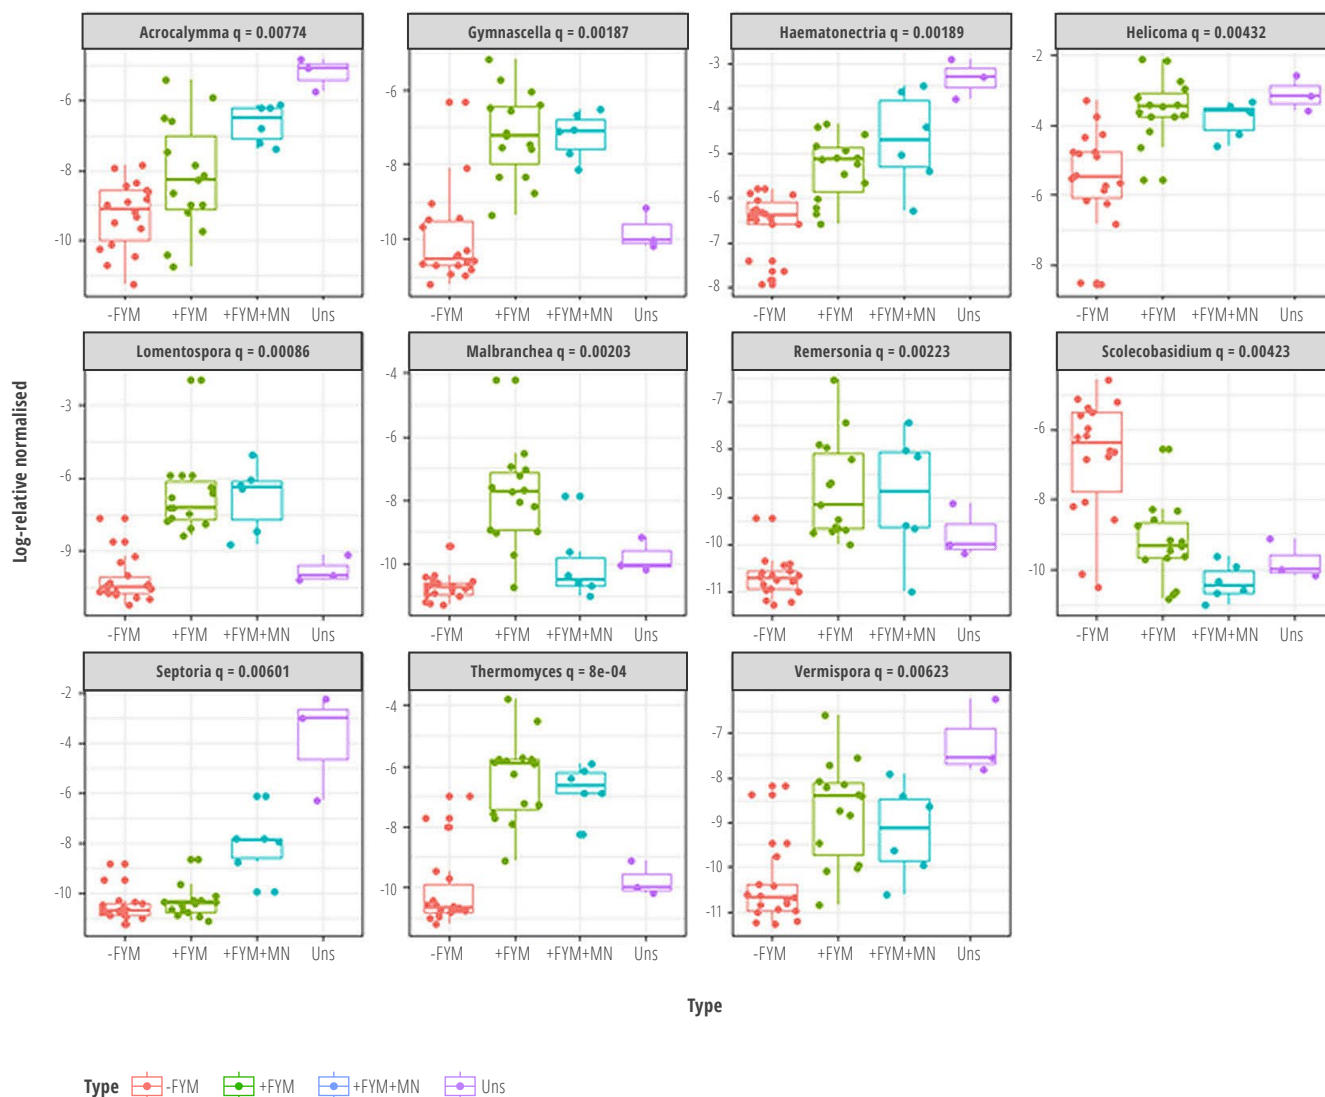 Acrocalymma q = 0.00774
Gymnascella q = 0.00187
Haematonectria q = 0.00189
Helicoma q = 0.00432
-6
-8
-10
-6
-8
-10
-3
-4
-5
-6
-7
-8
-2
-4
-6
-8
-FYM +FYM +FYM+MN Uns
-FYM +FYM +FYM+MN Uns
-FYM +FYM +FYM+MN Uns
-FYM +FYM +FYM+MN Uns
Log-relative normalised
Lomentospora q = 0.00086
Malbranchea q = 0.00203
Remersonia q = 0.00223
Scolecobasidium q = 0.00423
-3
-6
-9
-4
-6
-8
-10
-7
-8
-9
-10
-11
-6
-8
-10
-FYM +FYM +FYM+MN Uns
-FYM +FYM +FYM+MN Uns
-FYM +FYM +FYM+MN Uns
-FYM +FYM +FYM+MN Uns
Septoria q = 0.00601
Thermomyces q = 8e-04
Vermispora q = 0.00623
-2
-4
-6
-8
-10
-4
-6
-8
-10
-7
-8
-9
-10
-11
-FYM +FYM +FYM+MN Uns
-FYM +FYM +FYM+MN Uns
-FYM +FYM +FYM+MN Uns
Type
Type -FYM +FYM +FYM+MN Uns